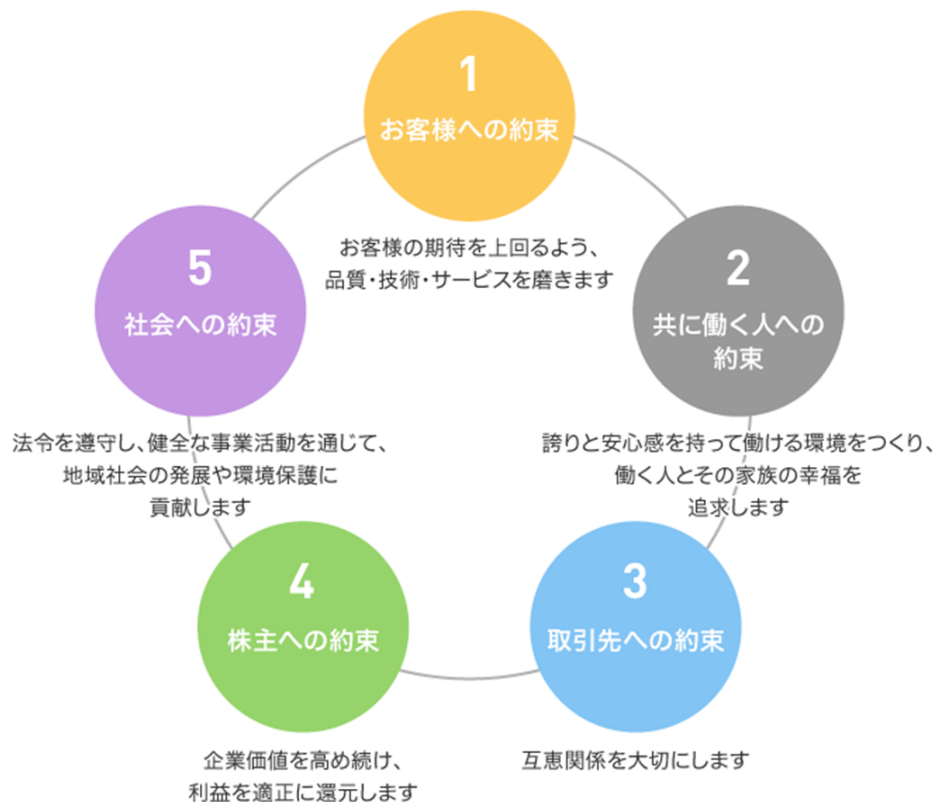 1
お客様への約束
お客様の期待を上回るよう、
品質・技術・サービスを磨きます
2
共に働く人への
約束
誇りと安心感を持って働ける環境をつくり、
働く人とその家族の幸福を
追求します
3
取引先への約束
互恵関係を大切にします
4
株主への約束
企業価値を高め続け、
利益を適正に還元します
5
社会への約束
法令を遵守し、健全な事業活動を通じて、
地域社会の発展や環境保護に
貢献します